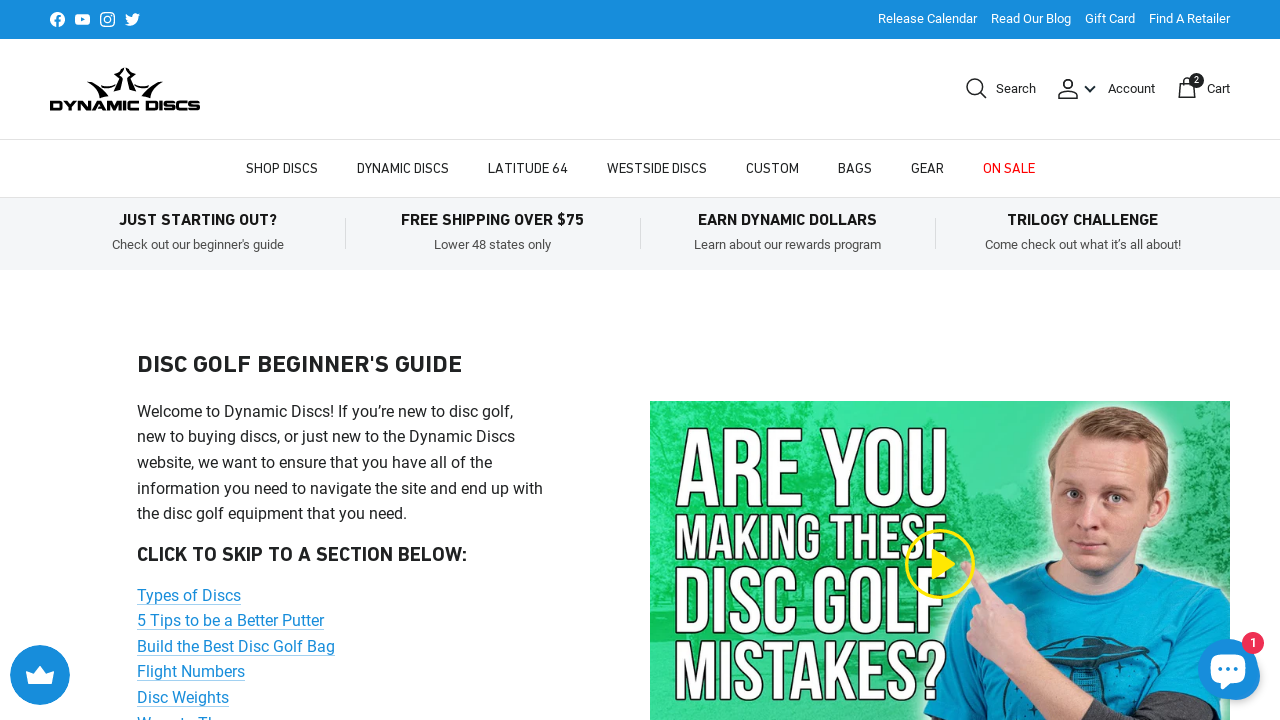 Release Calendar Read Our Blog Gift Card Find A Retailer
DYNAMIC DISCS
Search Account 2 Cart
SHOP DISCS DYNAMIC DISCS LATITUDE 64 WESTSIDE DISCS CUSTOM BAGS GEAR ON SALE
JUST STARTING OUT?
Check out our beginner's guide
FREE SHIPPING OVER $75
Lower 48 states only
EARN DYNAMIC DOLLARS
Learn about our rewards program
TRILOGY CHALLENGE
Come check out what it’s all about!
DISC GOLF BEGINNER'S GUIDE
Welcome to Dynamic Discs! If you’re new to disc golf,
new to buying discs, or just new to the Dynamic Discs
website, we want to ensure that you have all of the
information you need to navigate the site and end up with
the disc golf equipment that you need.
CLICK TO SKIP TO A SECTION BELOW:
Types of Discs
5 Tips to be a Better Putter
Build the Best Disc Golf Bag
Flight Numbers
Disc Weights
ARE YOU
MAKING THESE
DISC GOLF
MISTAKES?
1